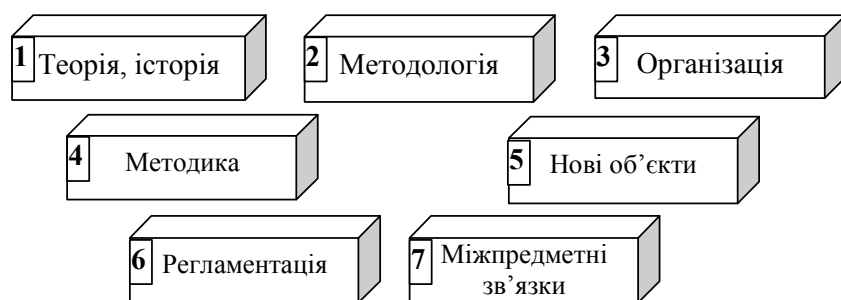 1 Теорія, історія
2 Методологія
3 Організація
4 Методика
5 Нові об’єкти
6 Регламентація
7 Міжпредметні
зв’язки